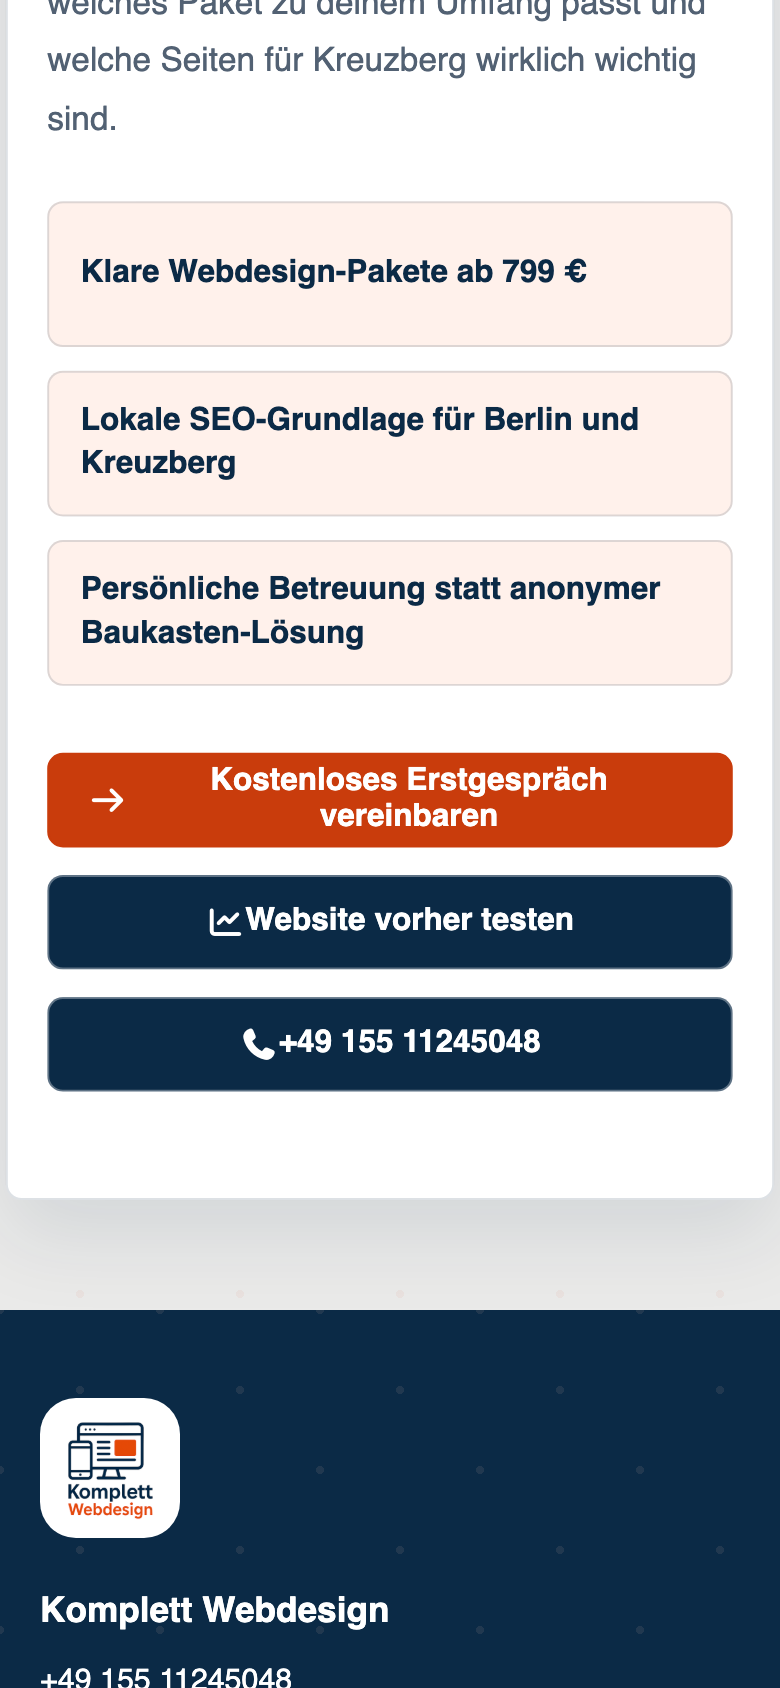 welches Paket zu deinem Umfang passt und
welche Seiten für Kreuzberg wirklich wichtig
sind.
Klare Webdesign-Pakete ab 799 €
Lokale SEO-Grundlage für Berlin und
Kreuzberg
Persönliche Betreuung statt anonymer
Baukasten-Lösung
Kostenloses Erstgespräch
vereinbaren
Website vorher testen
+49 155 11245048
Komplett
Webdesign
Komplett Webdesign
+49 155 11245048